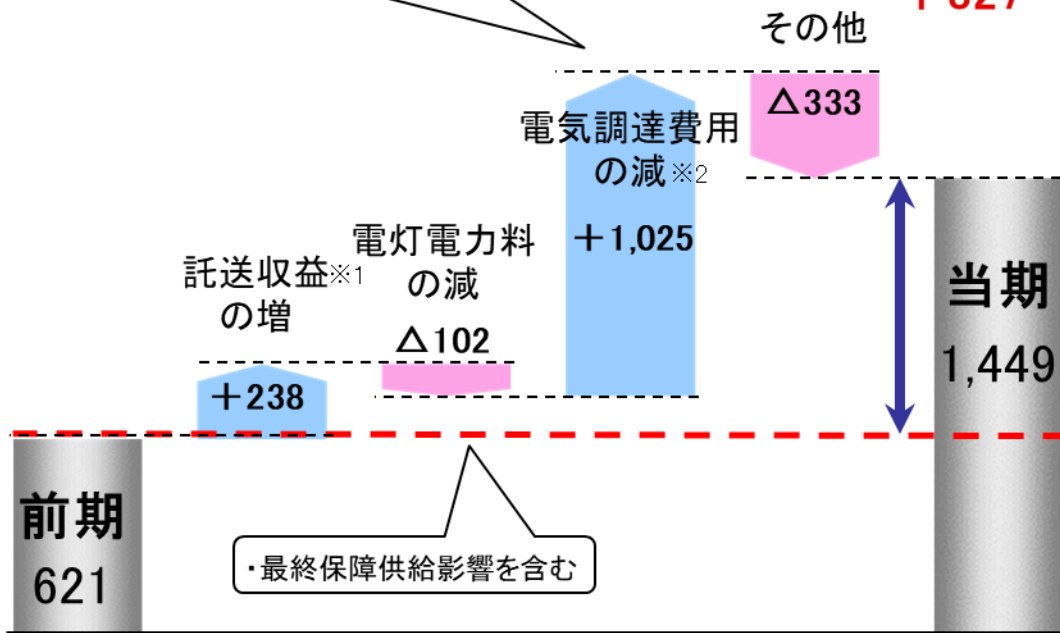 その他
電気調達費用
の減※2
＋1,025
△333
託送収益※1
の増
＋238
電灯電力料
の減
△102
当期
1,449
前期
621
・最終保障供給影響を含む